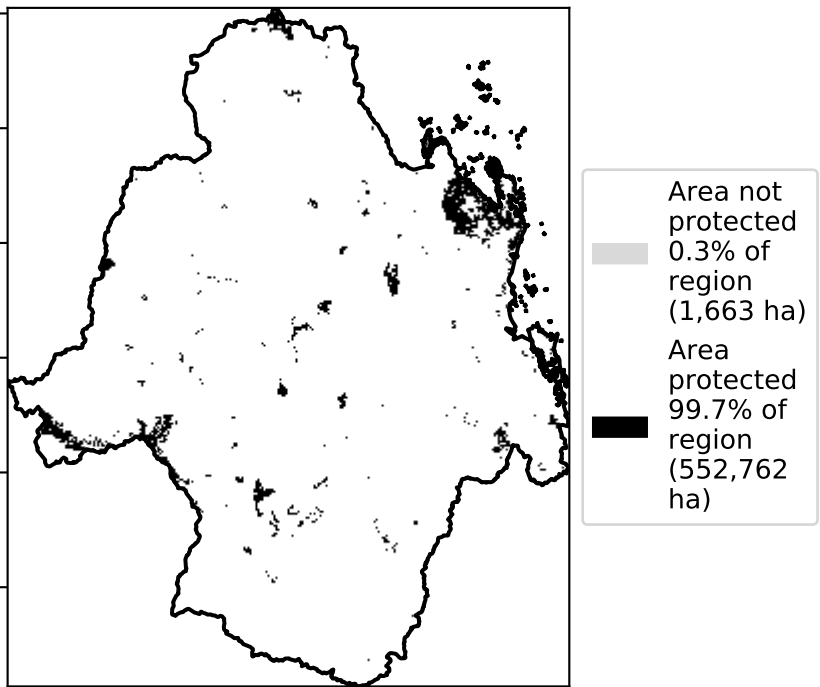 Area not
protected
0.3% of
region
(1,663 ha)
Area
protected
99.7% of
region
(552,762
ha)